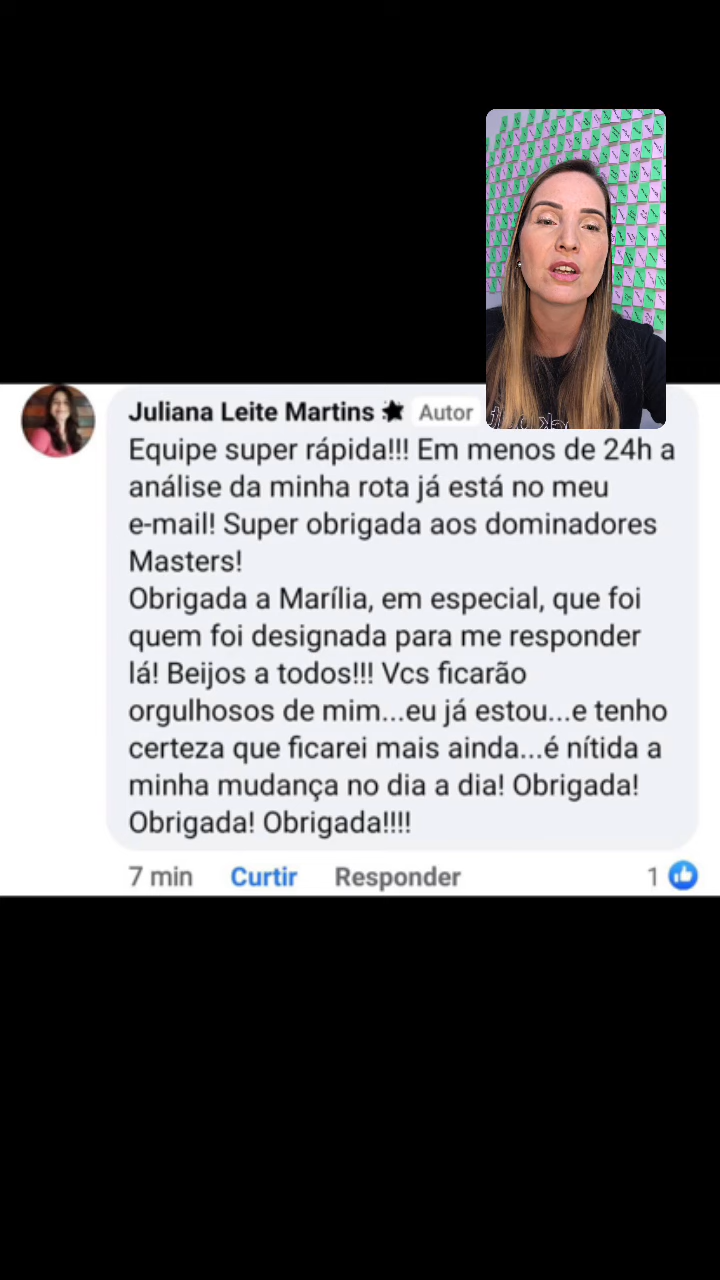 Juliana Leite Martins Autor
Equipe super rápida!!! Em menos de 24h a
análise da minha rota já está no meu
e-mail! Super obrigada aos dominadores
Masters!
Obrigada a Marília, em especial, que foi
quem foi designada para me responder
lá! Beijos a todos!!! Vcs ficarão
orgulhosos de mim...eu já estou...e tenho
certeza que ficarei mais ainda...é nítida a
minha mudança no dia a dia! Obrigada!
Obrigada! Obrigada!!!!
7 min Curtir Responder 1